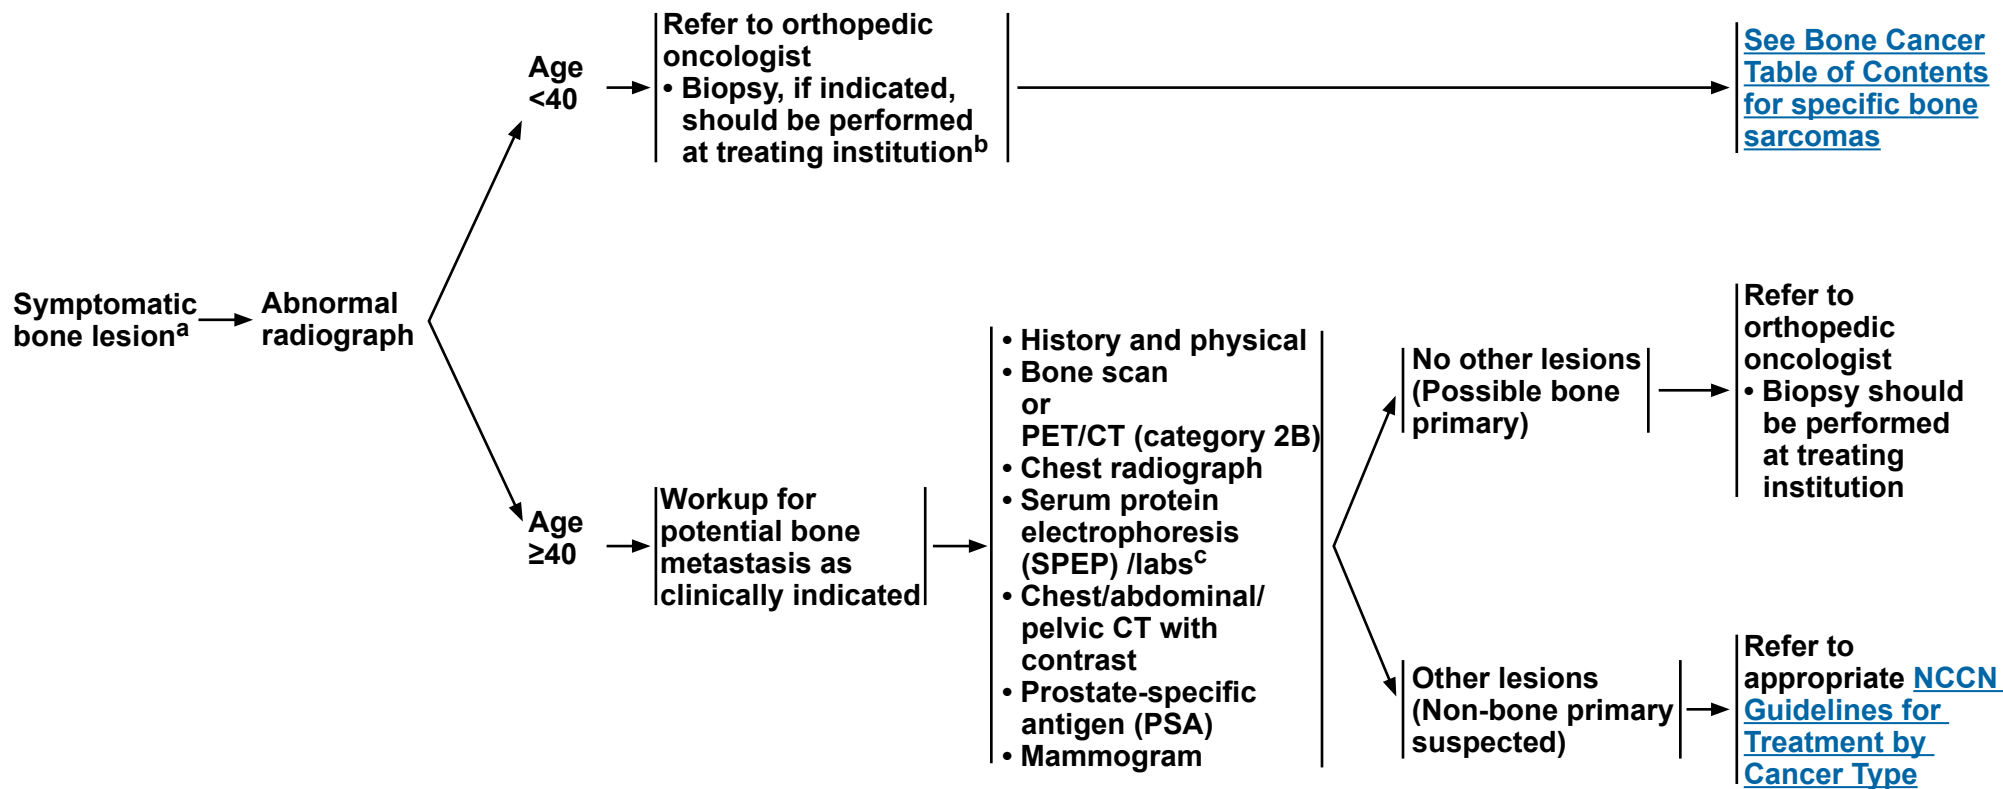 Symptomatic
bone lesionᵃ
Abnormal
radiograph
Age
<40
Refer to orthopedic
oncologist
• Biopsy, if indicated,
should be performed
at treating institutionᵇ
See Bone Cancer
Table of Contents
for specific bone
sarcomas
Age
≥40
Workup for
potential bone
metastasis as
clinically indicated
• History and physical
• Bone scan
or
PET/CT (category 2B)
• Chest radiograph
• Serum protein
electrophoresis
(SPEP) /labsᶜ
• Chest/abdominal/
pelvic CT with
contrast
• Prostate-specific
antigen (PSA)
• Mammogram
No other lesions
(Possible bone
primary)
Refer to
orthopedic
oncologist
• Biopsy should
be performed
at treating
institution
Other lesions
(Non-bone primary
suspected)
Refer to
appropriate NCCN
Guidelines for
Treatment by
Cancer Type